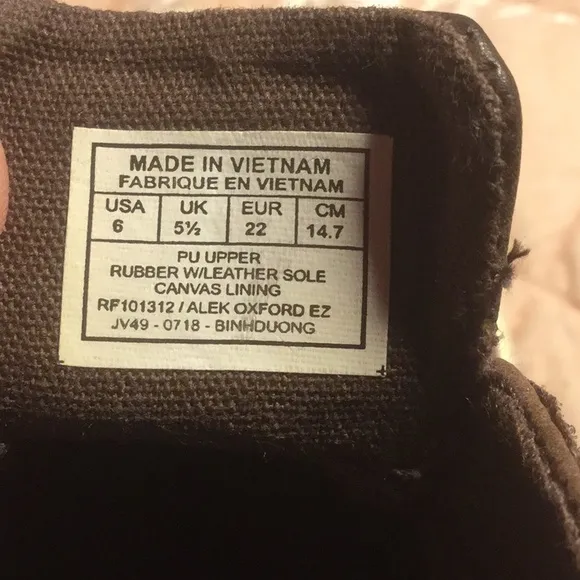 MADE IN VIETNAM
FABRIQUE EN VIETNAM
USA UK EUR CM
6 5½ 22 14.7
PU UPPER
RUBBER W/LEATHER SOLE
CANVAS LINING
RF101312 / ALEK OXFORD EZ
JV49 - 0718 - BINHDUONG